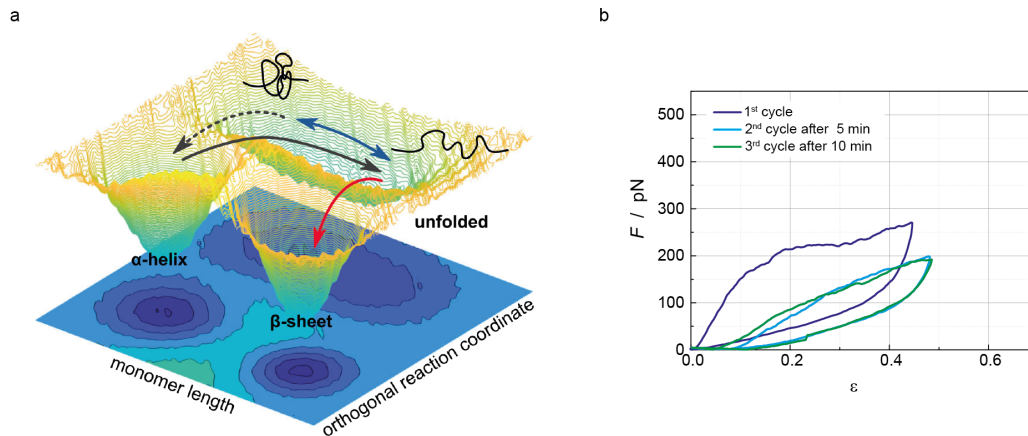 a
unfolded
α-helix
β-sheet
monomer length
orthogonal reaction coordinate
b
1st cycle
2nd cycle after 5 min
3rd cycle after 10 min
500
400
300
200
100
0
F / pN
0.0 0.2 0.4 0.6
ε